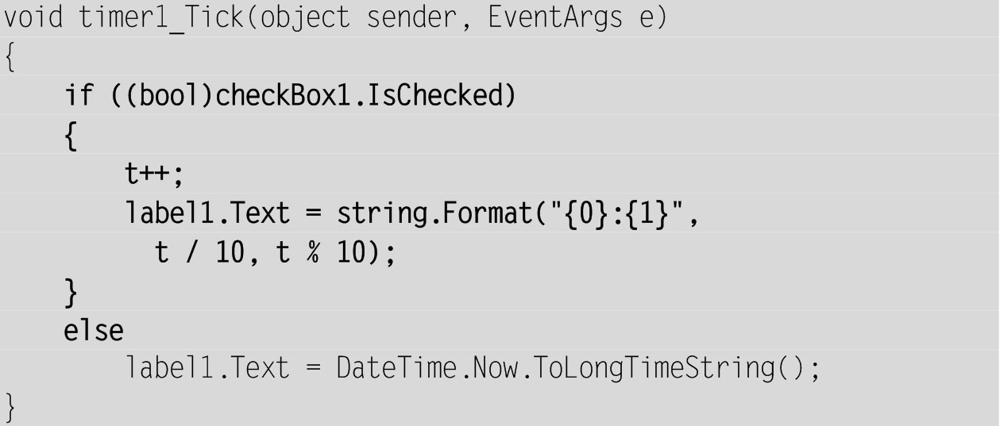 void timer1_Tick(object sender, EventArgs e)
{
    if ((bool)checkBox1.IsChecked)
    {
        t++;
        label1.Text = string.Format("{0}:{1}",
          t / 10, t % 10);
    }
    else
        label1.Text = DateTime.Now.ToLongTimeString();
}